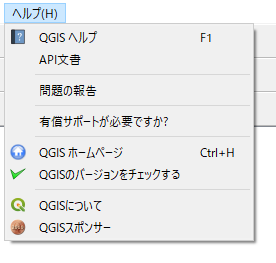 ヘルプ(H)
QGIS ヘルプ F1
API文書
問題の報告
有償サポートが必要ですか?
QGIS ホームページ Ctrl+H
QGISのバージョンをチェックする
QGISについて
QGISスポンサー